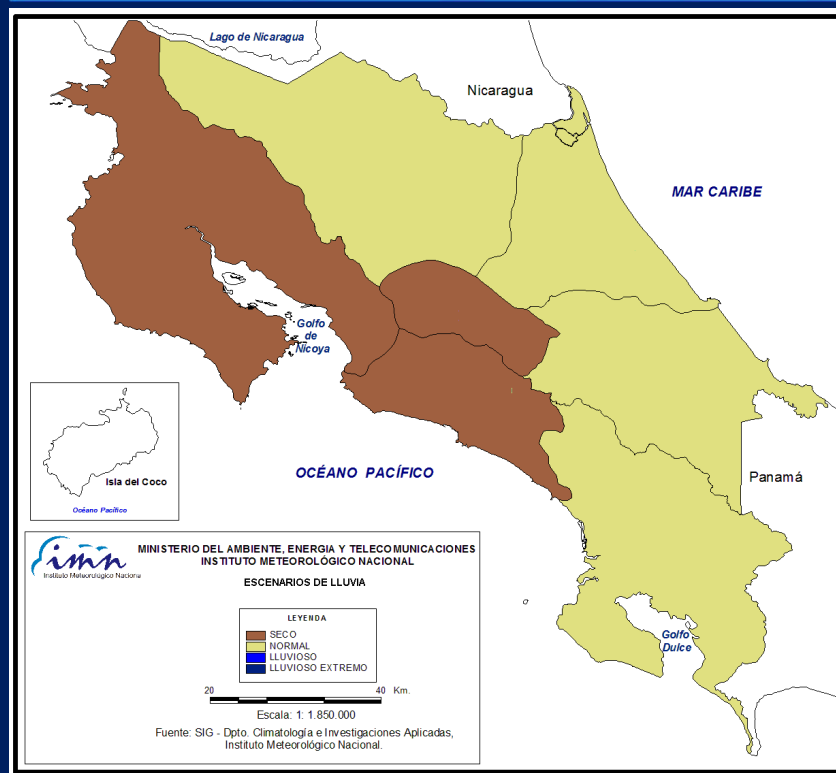 Lago de Nicaragua
Nicaragua
MAR CARIBE
Golfo
de
Nicoya
Isla del Coco
Océano Pacífico
OCÉANO PACÍFICO
Panamá
Golfo
Dulce
imn
Instituto Meteorológico Naciona
MINISTERIO DEL AMBIENTE, ENERGIA Y TELECOMUNICACIONES
INSTITUTO METEOROLÓGICO NACIONAL
ESCENARIOS DE LLUVIA
LEYENDA
SECO
NORMAL
LLUVIOSO
LLUVIOSO EXTREMO
20 40 Km.
Escala: 1: 1.850.000
Fuente: SIG - Dpto. Climatología e Investigaciones Aplicadas,
Instituto Meteorológico Nacional.